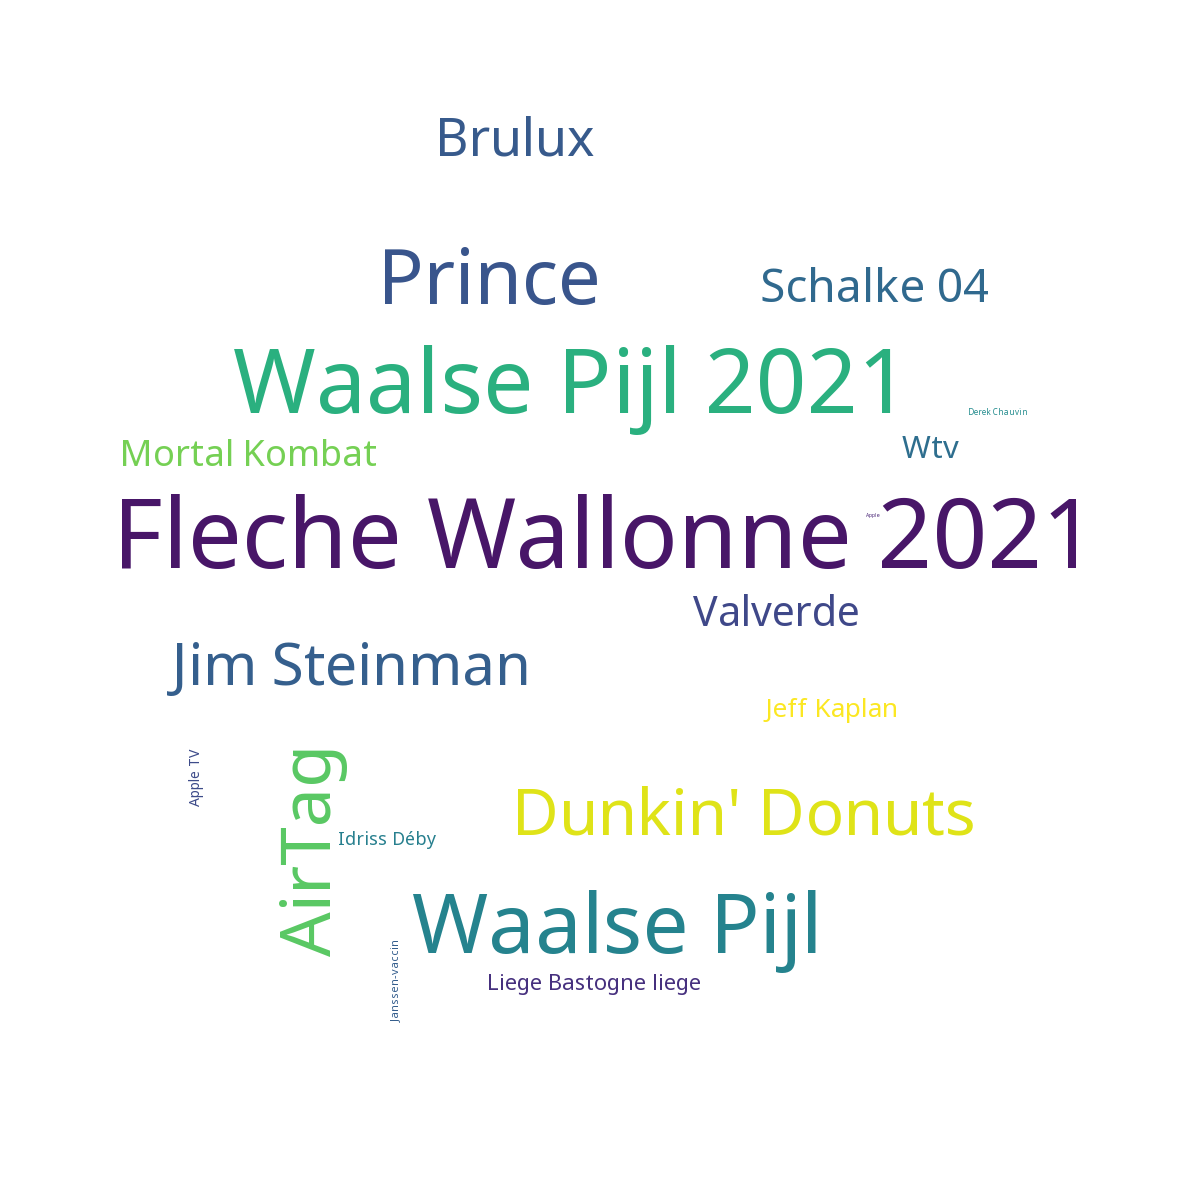 Brulux
Prince
Schalke 04
Waalse Pijl 2021
Derek Chauvin
Mortal Kombat
Wtv
Fleche Wallonne 2021
Apple
Valverde
Jim Steinman
Jeff Kaplan
Apple TV
AirTag
Dunkin' Donuts
Idriss Déby
Waalse Pijl
Janssen-vaccin
Liege Bastogne liege